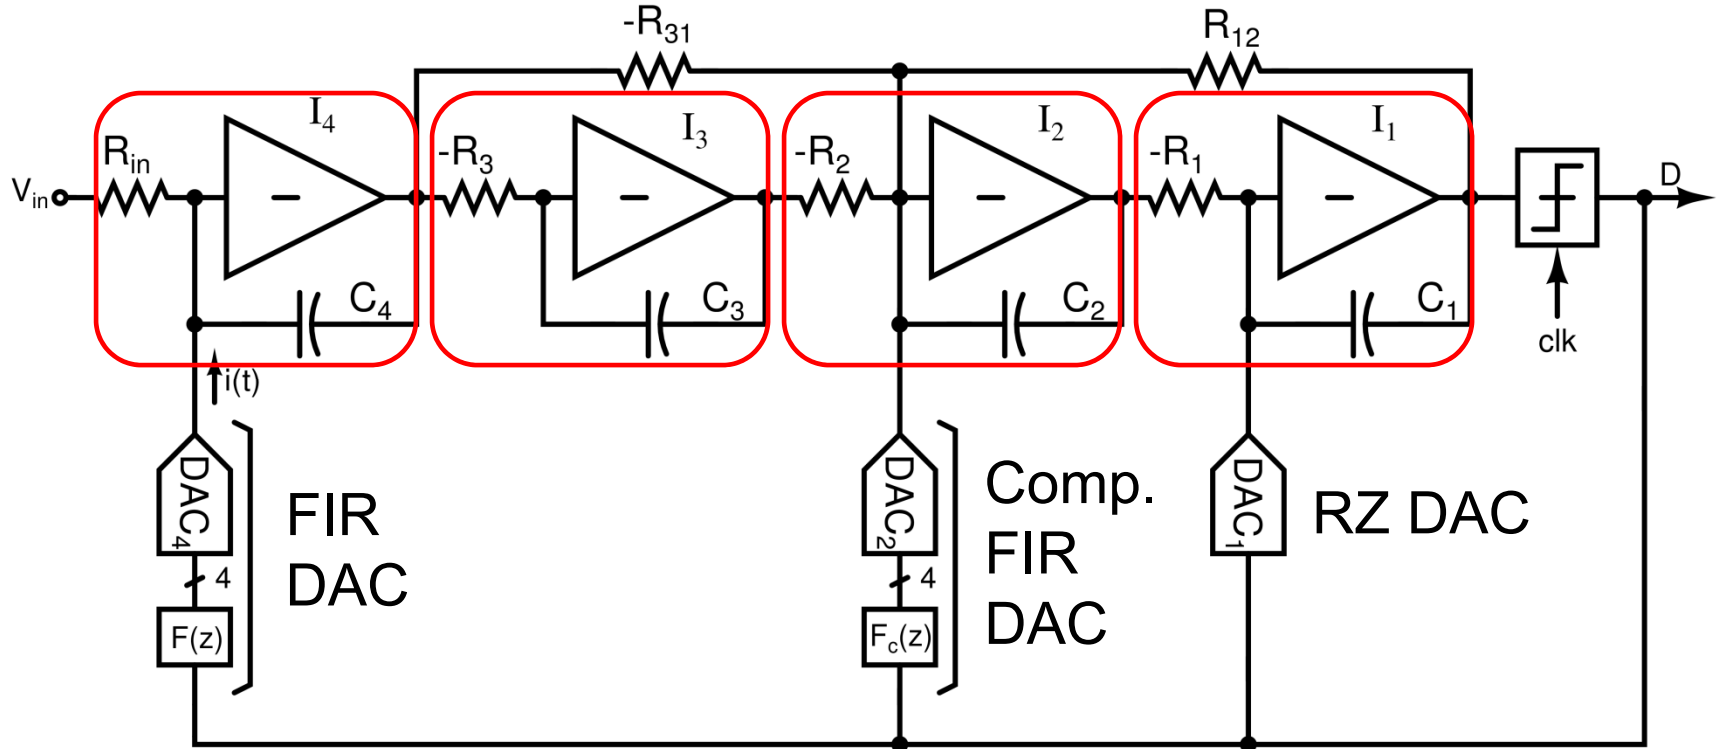 -R31
R12
I4
I3
I2
I1
Rin
-R3
-R2
-R1
Vin
D
C4
C3
C2
C1
clk
i(t)
DAC4
FIR
DAC
4
F(z)
DAC2
Comp.
FIR
DAC
4
Fc(z)
DAC1
RZ DAC